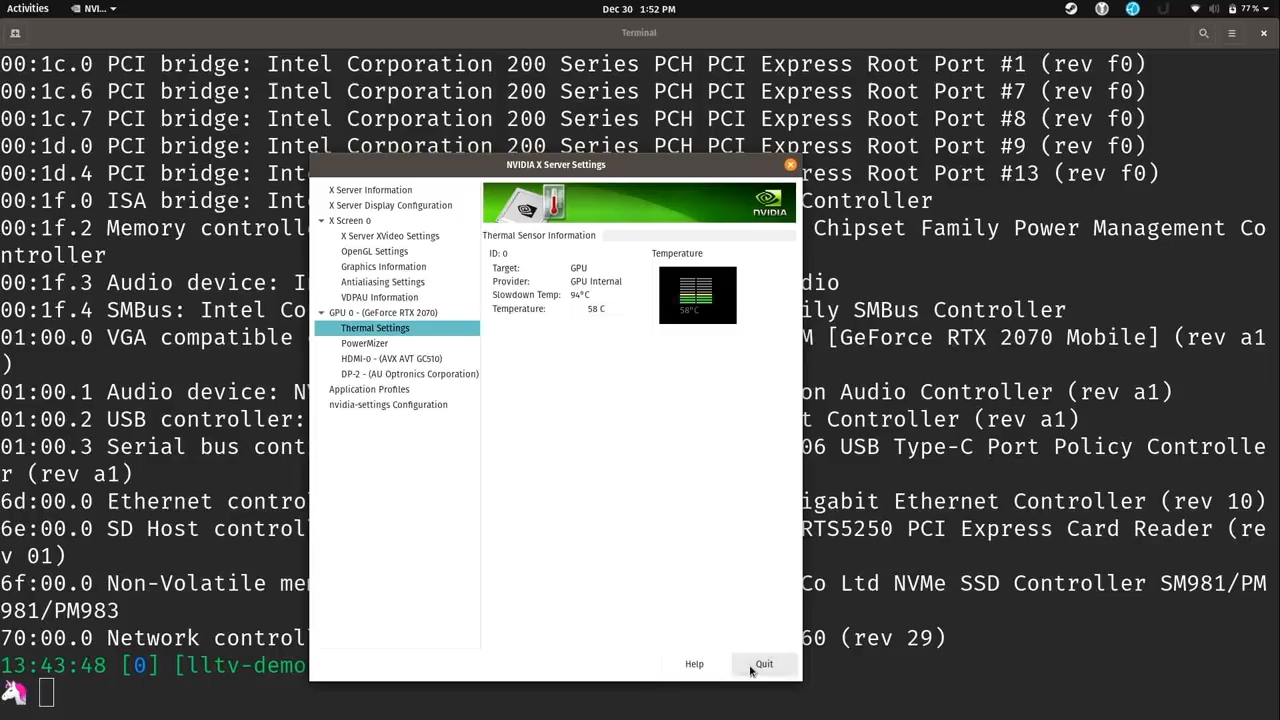 Activities
NVI...
Dec 30 1:52 PM
77 %
Terminal
00:1c.0 PCI bridge: Intel Corporation 200 Series PCH PCI Express Root Port #1 (rev f0)
00:1c.6 PCI bridge: Intel Corporation 200 Series PCH PCI Express Root Port #7 (rev f0)
00:1c.7 PCI bridge: Intel Corporation 200 Series PCH PCI Express Root Port #8 (rev f0)
00:1d.0 PCI bridge: Intel Corporation 200 Series PCH PCI Express Root Port #9 (rev f0)
00:1d.4 PCI bridge: Root Port #13 (rev f0)
00:1f.0 ISA bridge: Controller
00:1f.2 Memory Chipset Family Power Management Co
ntroller
00:1f.3 Audio device: In
00:1f.4 SMBus: Intel Co SMBus Controller
01:00.0 VGA compatible [GeForce RTX 2070 Mobile] (rev a1
)
01:00.1 Audio device: Audio Controller (rev a1)
01:00.2 USB controller: Controller (rev a1)
01:00.3 Serial bus 06 USB Type-C Port Policy Controlle
r (rev a1)
6d:00.0 Ethernet Ethernet Controller (rev 10)
6e:00.0 SD Host RTS5250 PCI Express Card Reader (re
v 01)
6f:00.0 Non-Volatile Co Ltd NVMe SSD Controller SM981/PM
981/PM983
70:00.0 Network 60 (rev 29)
13:43:48 [0] [lltv-demo
NVIDIA X Server Settings
X Server Information
X Server Display Configuration
X Screen 0
X Server XVideo Settings
OpenGL Settings
Graphics Information
Antialiasing Settings
VDPAU Information
GPU 0 - (GeForce RTX 2070)
Thermal Settings
PowerMizer
HDMI-0 - (AVX AVT GC510)
DP-2 - (AU Optronics Corporation)
Application Profiles
nvidia-settings Configuration
NVIDIA
Thermal Sensor Information
ID: 0
Target: GPU
Provider: GPU Internal
Slowdown Temp: 94°C
Temperature: 58 C
Temperature
58°C
Help
Quit